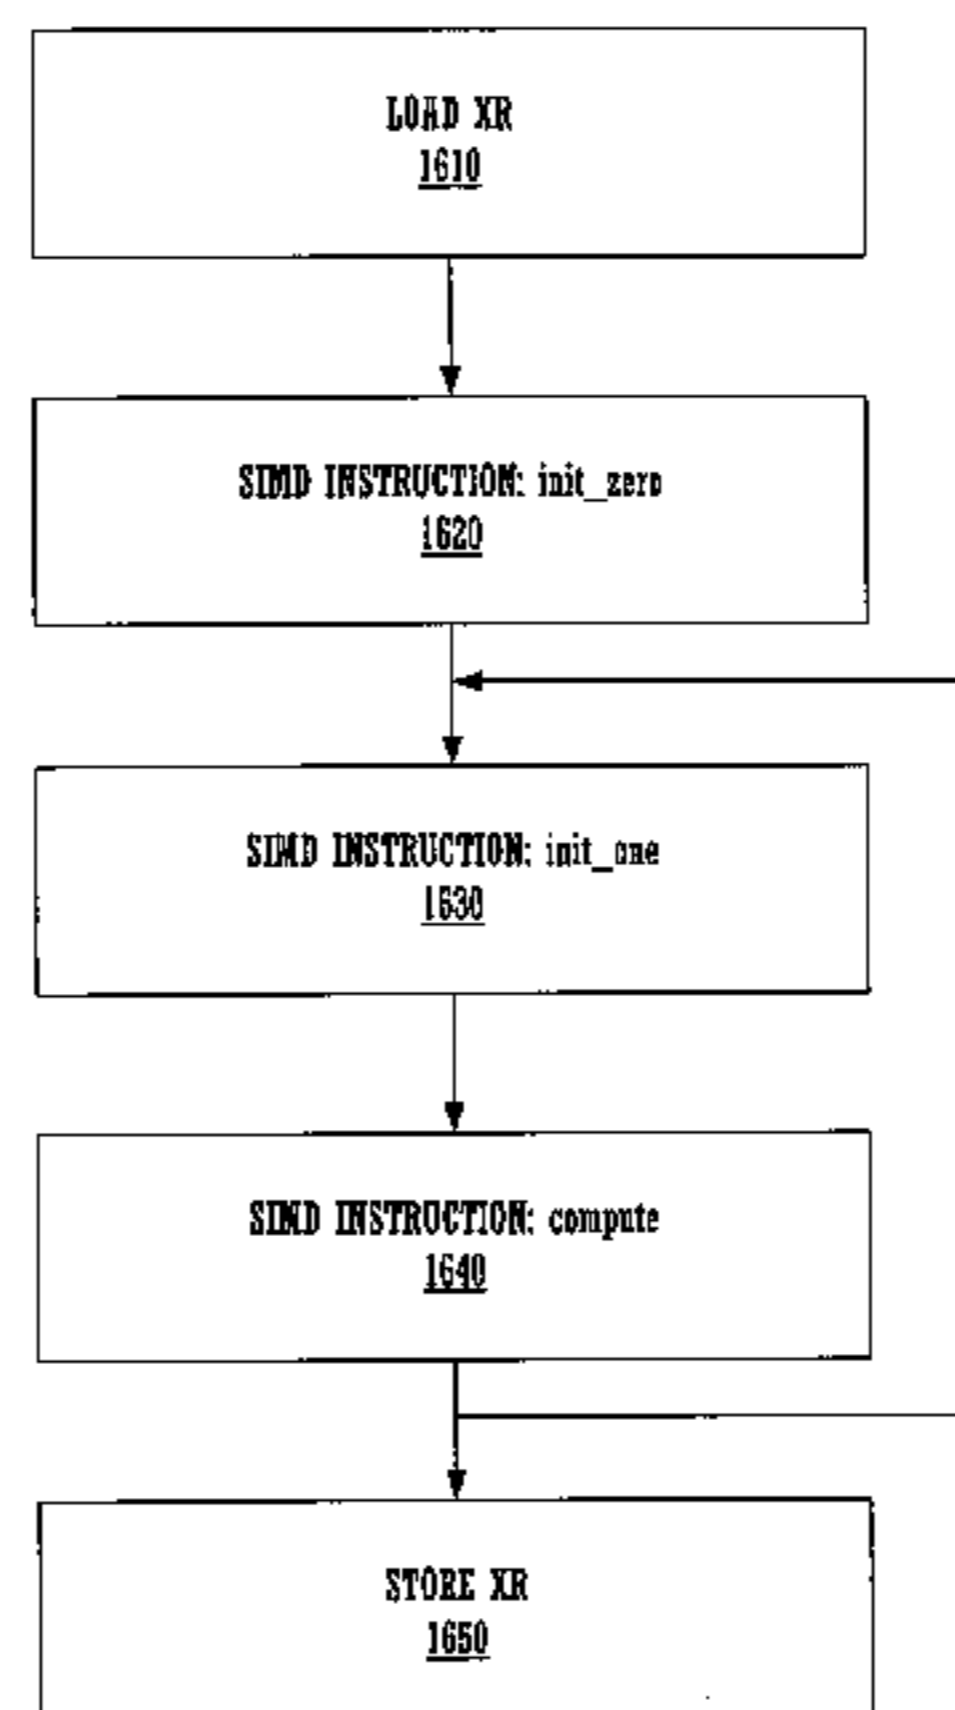 LOAD XR
1610
SIMD INSTRUCTION: init_zero
1620
SIMD INSTRUCTION: init_one
1630
SIMD INSTRUCTION: compute
1640
STORE XR
1650